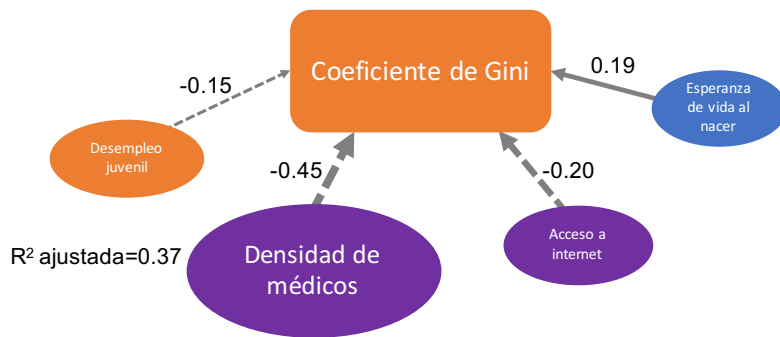 Coeficiente de Gini
-0.15
0.19
Esperanza
de vida al
nacer
Desempleo
juvenil
-0.45
-0.20
R² ajustada=0.37
Densidad de
médicos
Acceso a
internet